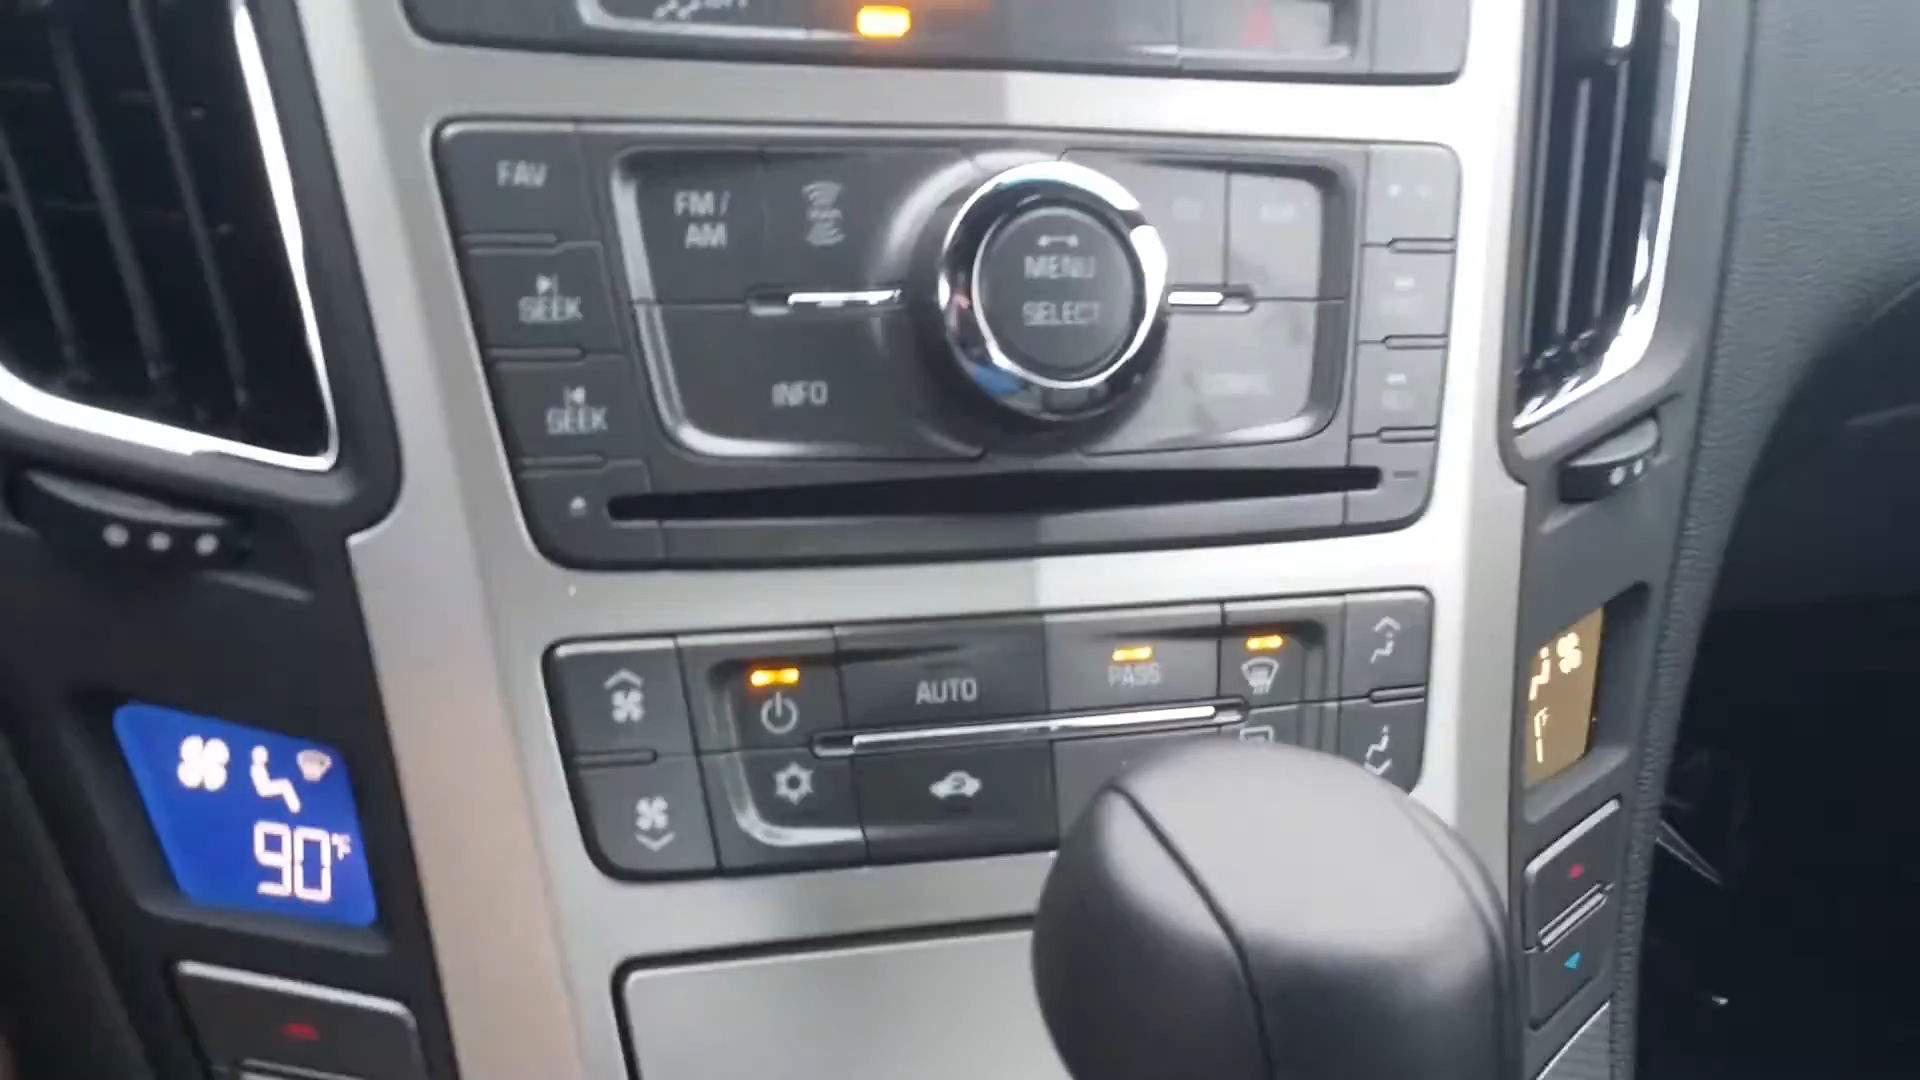 FAV
FM /
AM
SEEK
SEEK
MENU
SELECT
INFO
AUTO
PASS
90°F